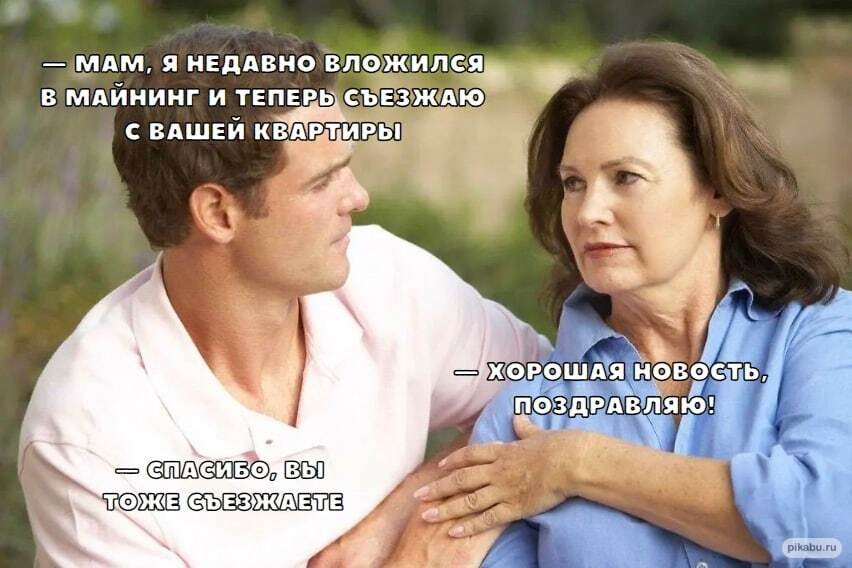 — МАМ, Я НЕДАВНО ВЛОЖИЛСЯ
В МАЙНИНГ И ТЕПЕРЬ СЪЕЗЖАЮ
С ВАШЕЙ КВАРТИРЫ
— ХОРОШАЯ НОВОСТЬ,
ПОЗДРАВЛЯЮ!
— СПАСИБО, ВЫ
ТОЖЕ СЪЕЗЖАЕТЕ
pikabu.ru